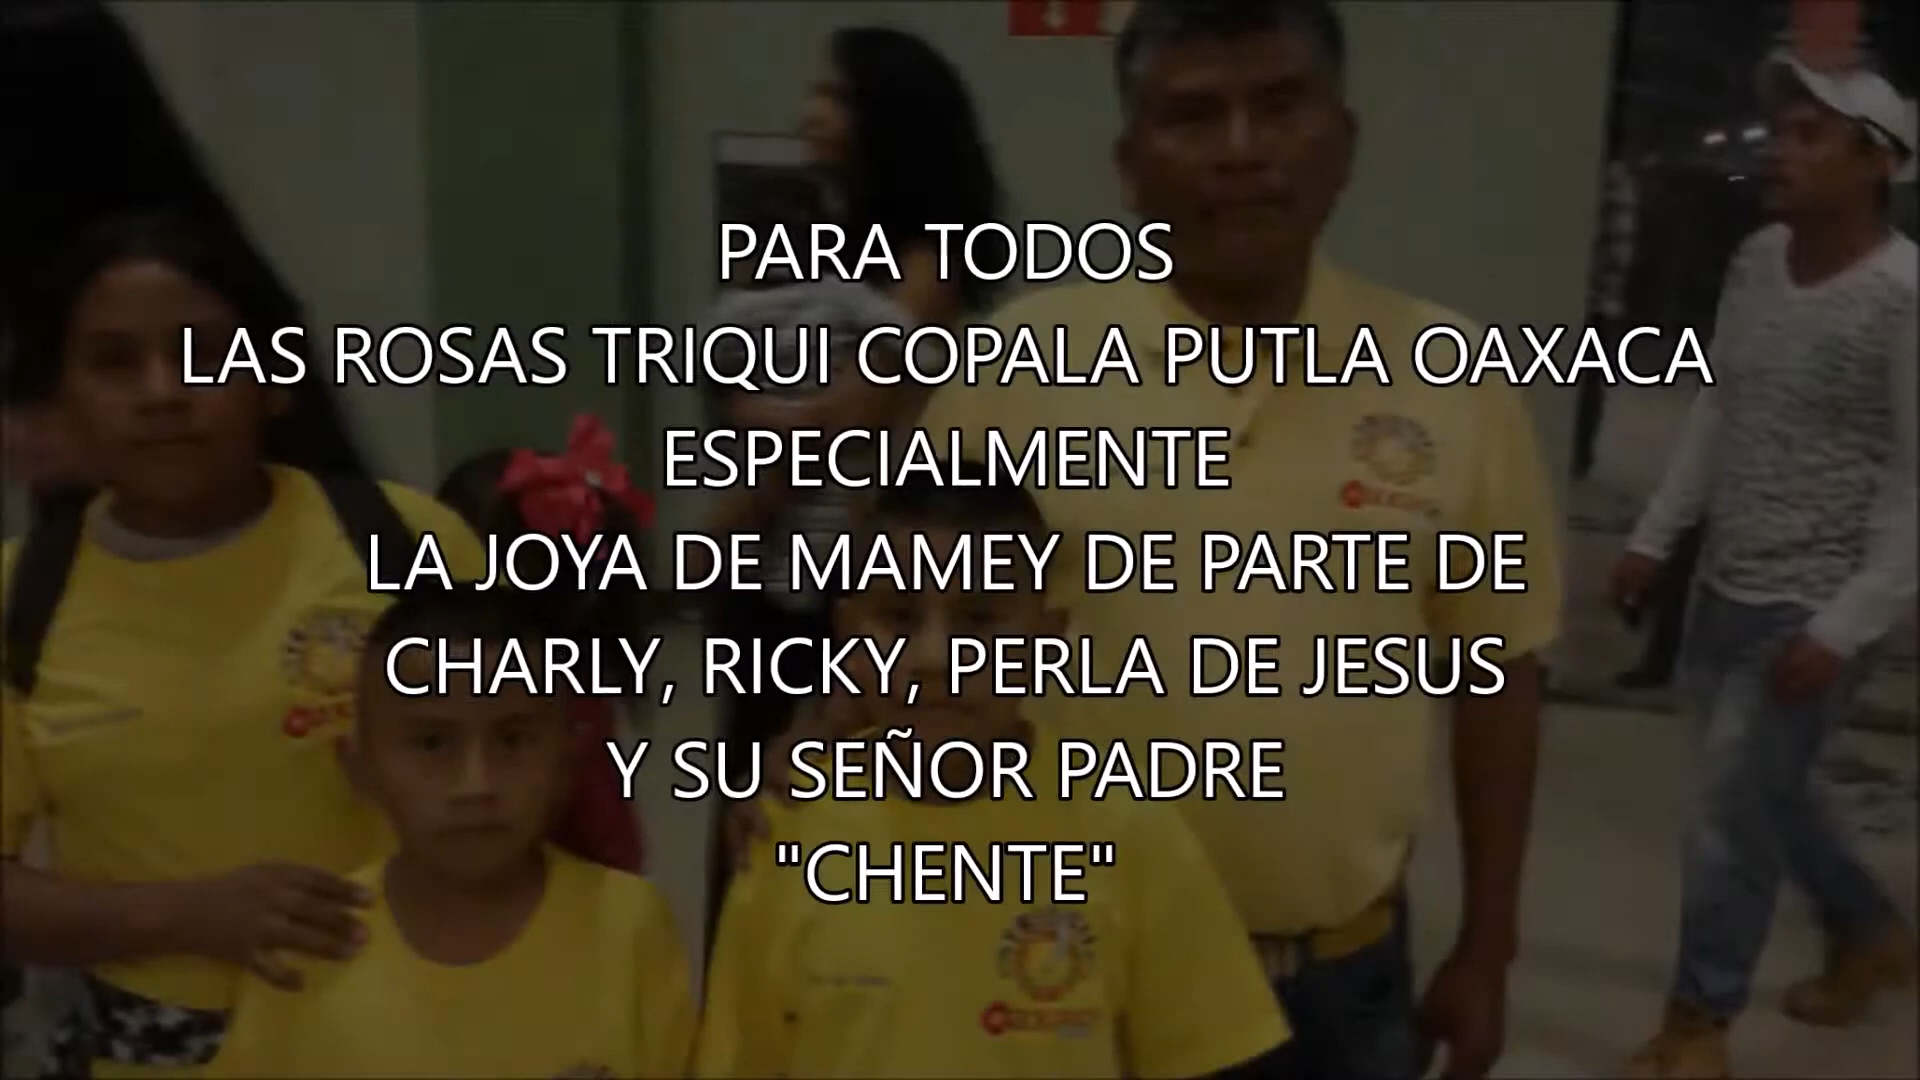 PARA TODOS
LAS ROSAS TRIQUI COPALA PUTLA OAXACA
ESPECIALMENTE
LA JOYA DE MAMEY DE PARTE DE
CHARLY, RICKY, PERLA DE JESUS
Y SU SEÑOR PADRE
"CHENTE"